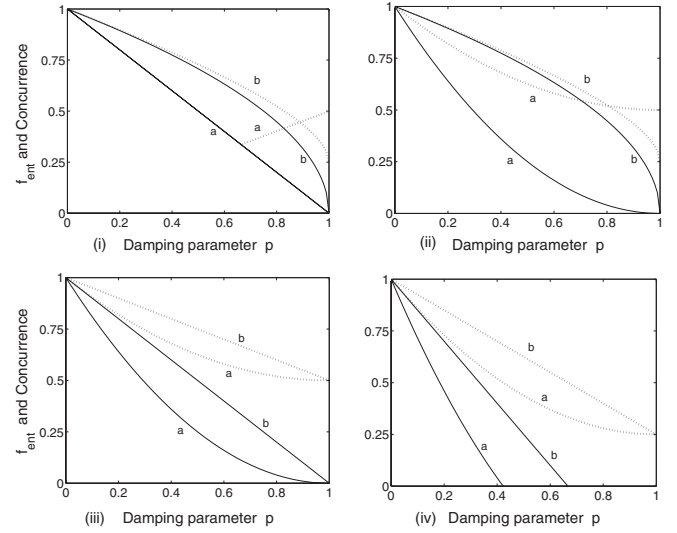 1
0.75
0.5
0.25
0
0 0.2 0.4 0.6 0.8 1
f_ent and Concurrence
b
a
a
b
(i) Damping parameter p
1
0.75
0.5
0.25
0
0 0.2 0.4 0.6 0.8 1
b
a
a
b
(ii) Damping parameter p
1
0.75
0.5
0.25
0
0 0.2 0.4 0.6 0.8 1
f_ent and Concurrence
b
a
b
a
(iii) Damping parameter p
1
0.75
0.5
0.25
0
0 0.2 0.4 0.6 0.8 1
b
a
b
a
(iv) Damping parameter p